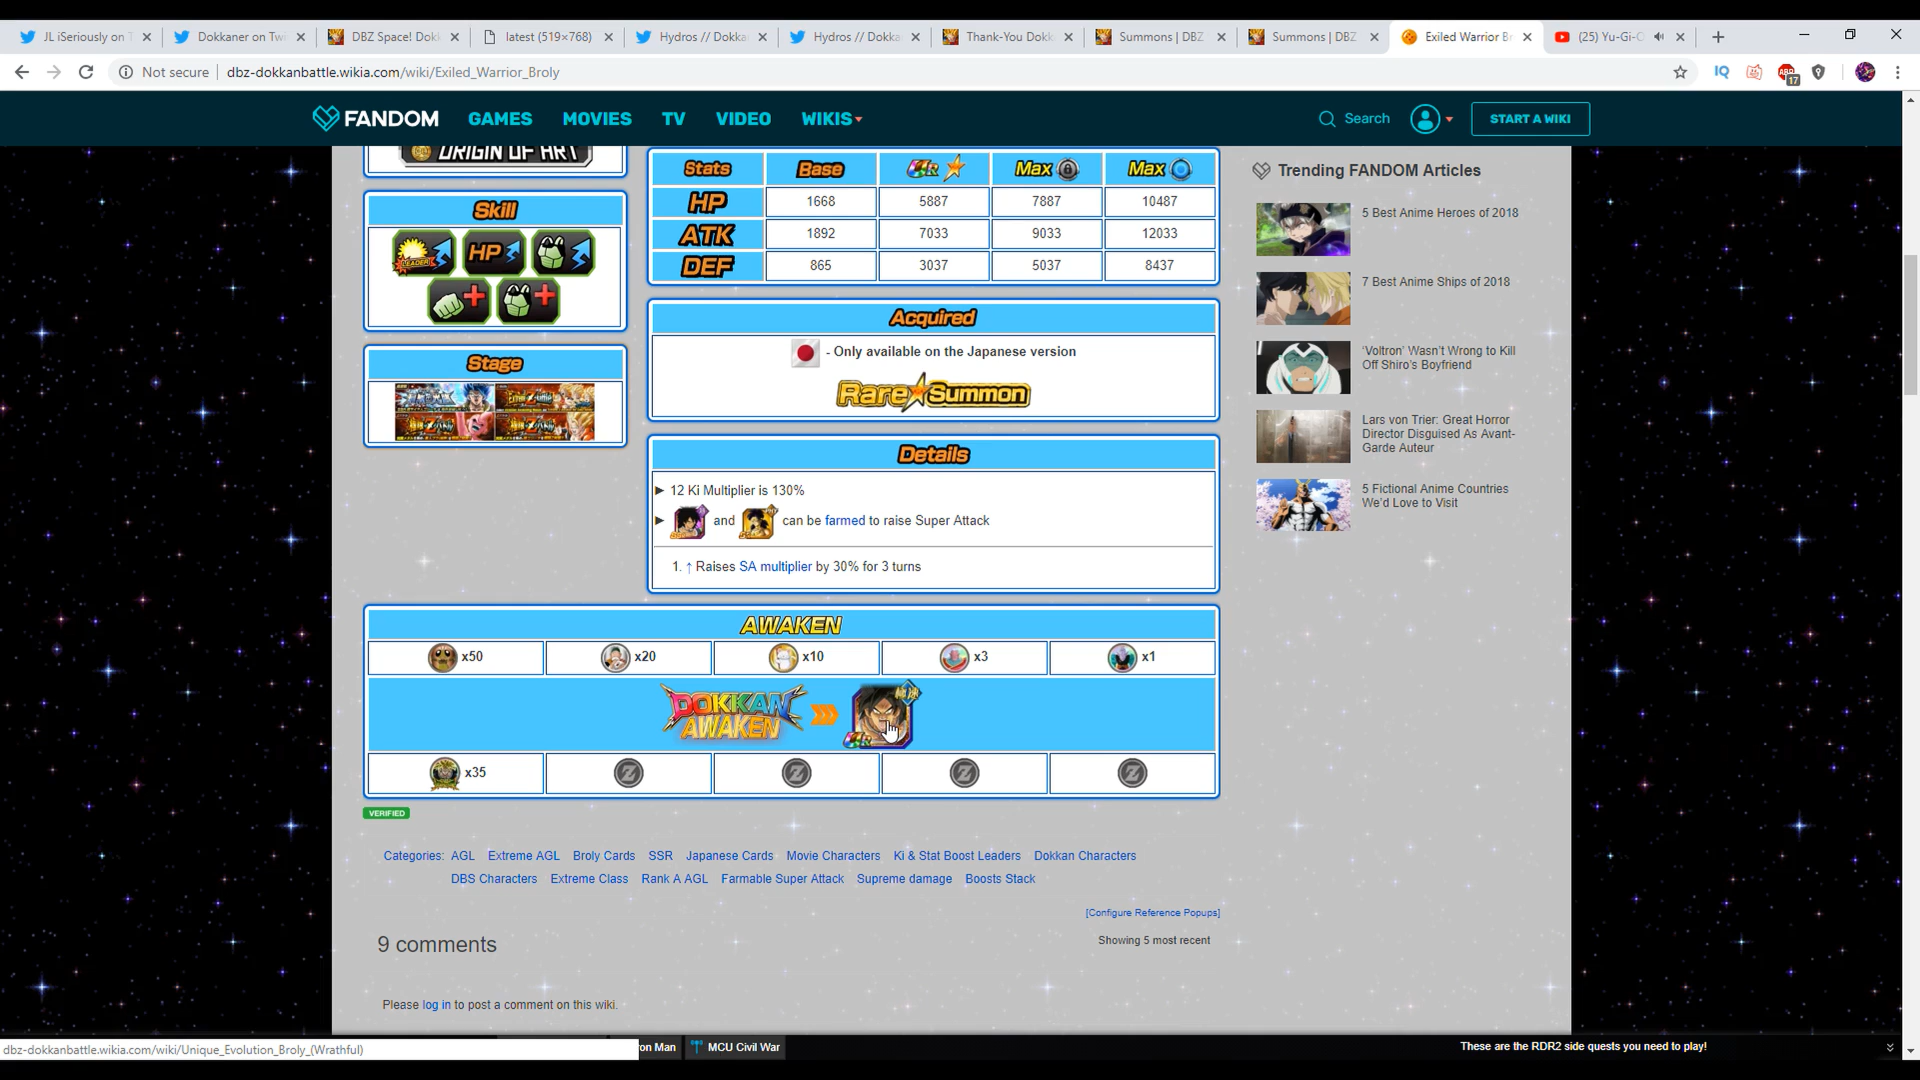 JL iSeriously on T
Dokkaner on Twi
DBZ Space! Dok
latest (519×768)
Hydros // Dokka
Hydros // Dokka
Thank-You Dokk
Summons | DBZ
Summons | DBZ
Exiled Warrior Br
(25) Yu-Gi-O
Not secure
dbz-dokkanbattle.wikia.com/wiki/Exiled_Warrior_Broly
IQ
ABP
17
FANDOM
GAMES
MOVIES
TV
VIDEO
WIKIS
Search
START A WIKI
ORIGIN OF ART
Skill
LEADER
HP
Stage
Stats
Base
UR
Max
Max
HP
1668
5887
7887
10487
ATK
1892
7033
9033
12033
DEF
865
3037
5037
8437
Acquired
- Only available on the Japanese version
Rare Summon
Details
► 12 Ki Multiplier is 130%
► and can be farmed to raise Super Attack
1. ↑ Raises SA multiplier by 30% for 3 turns
AWAKEN
x50
x20
x10
x3
x1
DOKKAN
AWAKEN
UR
x35
Z
Z
Z
Z
VERIFIED
Categories: AGL Extreme AGL Broly Cards SSR Japanese Cards Movie Characters Ki & Stat Boost Leaders Dokkan Characters
DBS Characters Extreme Class Rank A AGL Farmable Super Attack Supreme damage Boosts Stack
[Configure Reference Popups]
9 comments
Showing 5 most recent
Please log in to post a comment on this wiki.
Trending FANDOM Articles
5 Best Anime Heroes of 2018
7 Best Anime Ships of 2018
'Voltron' Wasn't Wrong to Kill
Off Shiro's Boyfriend
Lars von Trier: Great Horror
Director Disguised As Avant-
Garde Auteur
5 Fictional Anime Countries
We'd Love to Visit
dbz-dokkanbattle.wikia.com/wiki/Unique_Evolution_Broly_(Wrathful)
on Man
MCU Civil War
These are the RDR2 side quests you need to play!